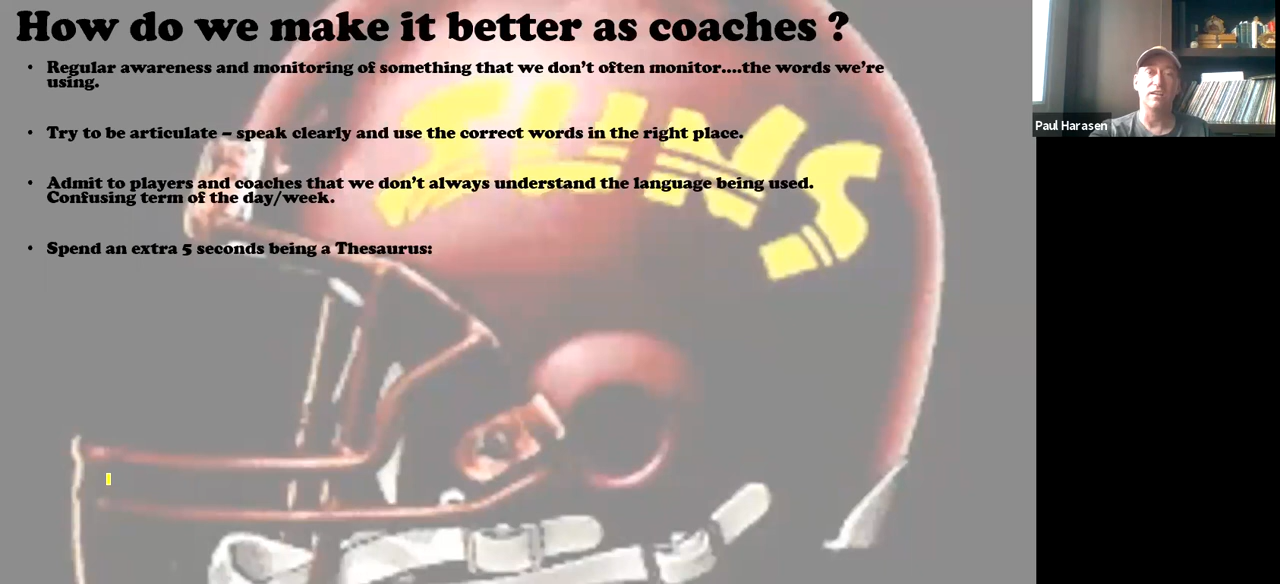 How do we make it better as coaches ?
• Regular awareness and monitoring of something that we don’t often monitor....the words we’re
using.
• Try to be articulate – speak clearly and use the correct words in the right place.
• Admit to players and coaches that we don’t always understand the language being used.
Confusing term of the day/week.
• Spend an extra 5 seconds being a Thesaurus:
SUNS
Paul Harasen